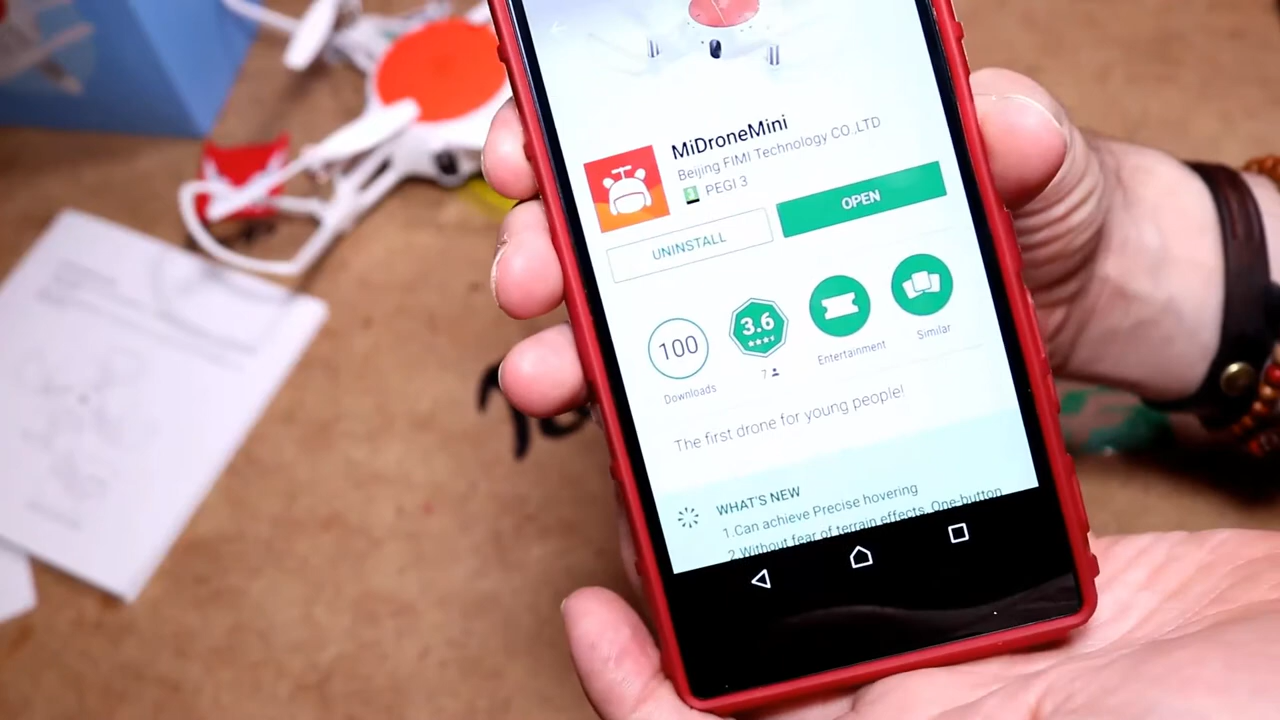 MiDroneMini
Beijing FIMI Technology CO.,LTD
PEGI 3
UNINSTALL
OPEN
100
Downloads
3.6
7
Entertainment
Similar
The first drone for young people!
WHAT'S NEW
1.Can achieve Precise hovering
2.Without fear of terrain effects, One-button